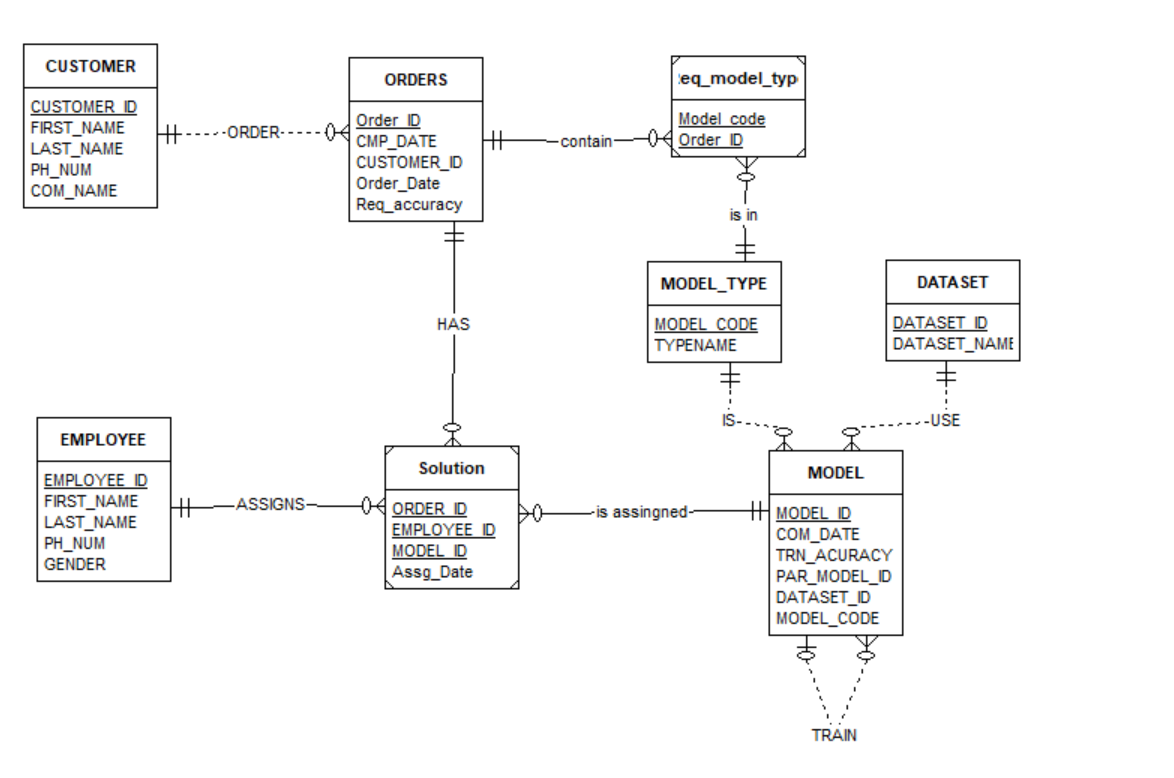 CUSTOMER
CUSTOMER_ID
FIRST_NAME
LAST_NAME
PH_NUM
COM_NAME
ORDER
ORDERS
Order_ID
CMP_DATE
CUSTOMER_ID
Order_Date
Req_accuracy
contain
eq_model_typ
Model_code
Order_ID
is in
MODEL_TYPE
MODEL_CODE
TYPENAME
DATASET
DATASET_ID
DATASET_NAME
HAS
IS
USE
EMPLOYEE
EMPLOYEE_ID
FIRST_NAME
LAST_NAME
PH_NUM
GENDER
ASSIGNS
Solution
ORDER_ID
EMPLOYEE_ID
MODEL_ID
Assg_Date
is assingned
MODEL
MODEL_ID
COM_DATE
TRN_ACURACY
PAR_MODEL_ID
DATASET_ID
MODEL_CODE
TRAIN